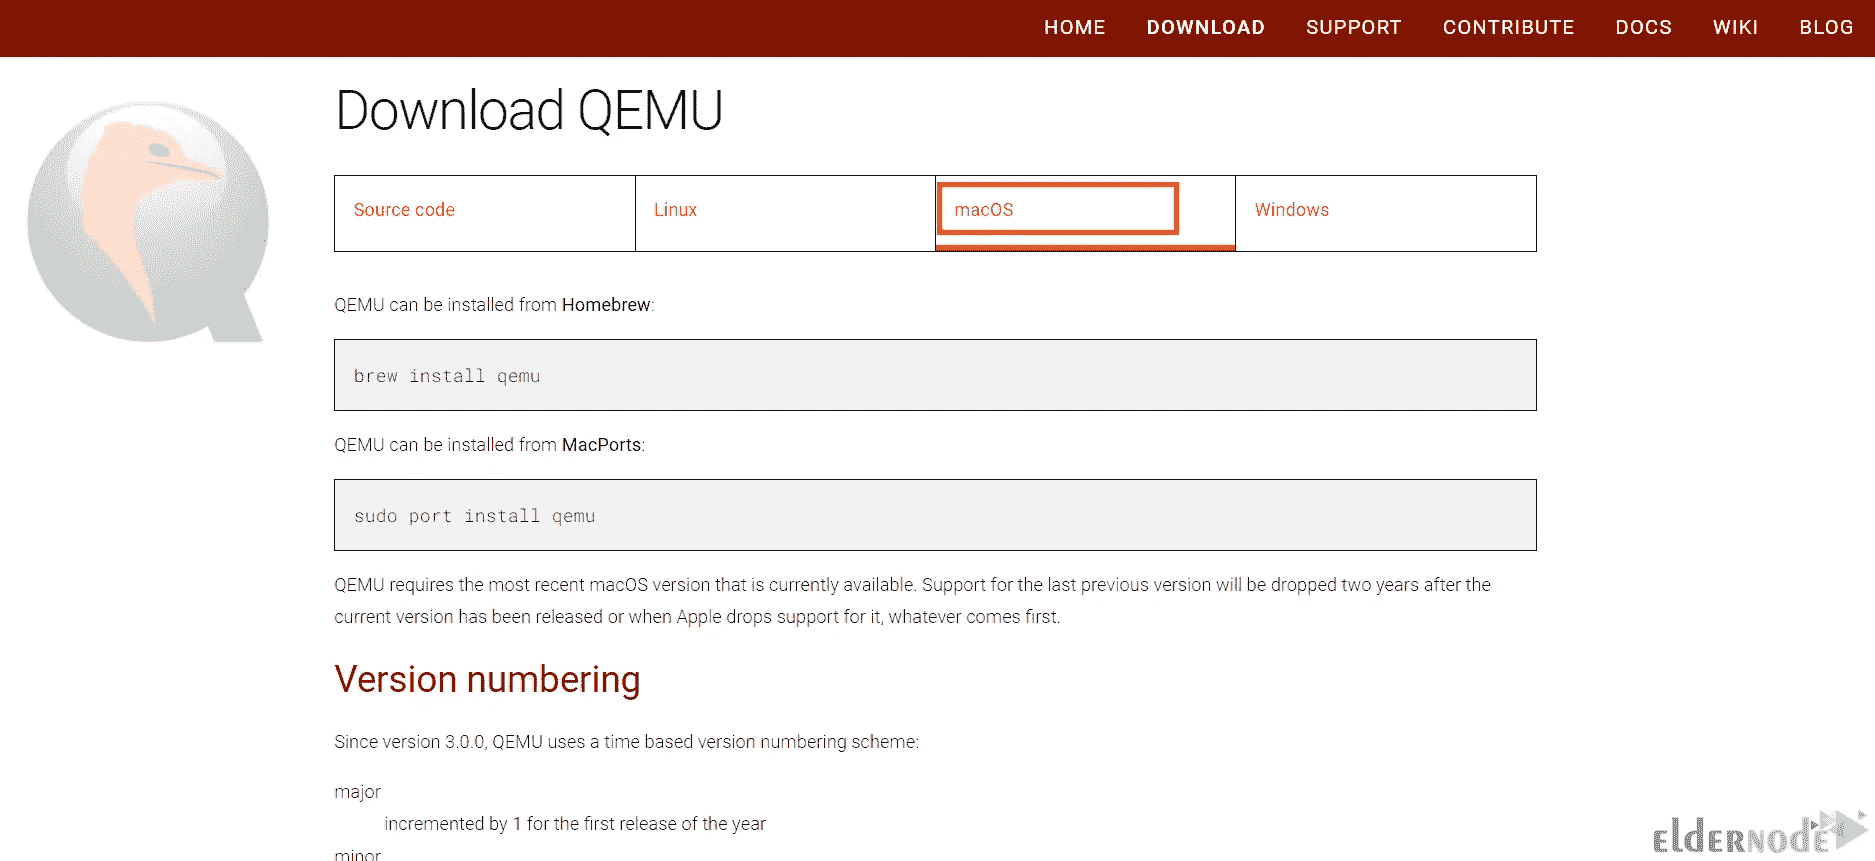 HOME DOWNLOAD SUPPORT CONTRIBUTE DOCS WIKI BLOG
Download QEMU
Source code Linux macOS Windows
QEMU can be installed from Homebrew:
brew install qemu
QEMU can be installed from MacPorts:
sudo port install qemu
QEMU requires the most recent macOS version that is currently available. Support for the last previous version will be dropped two years after the
current version has been released or when Apple drops support for it, whatever comes first.
Version numbering
Since version 3.0.0, QEMU uses a time based version numbering scheme:
major
incremented by 1 for the first release of the year
minor
elderNode